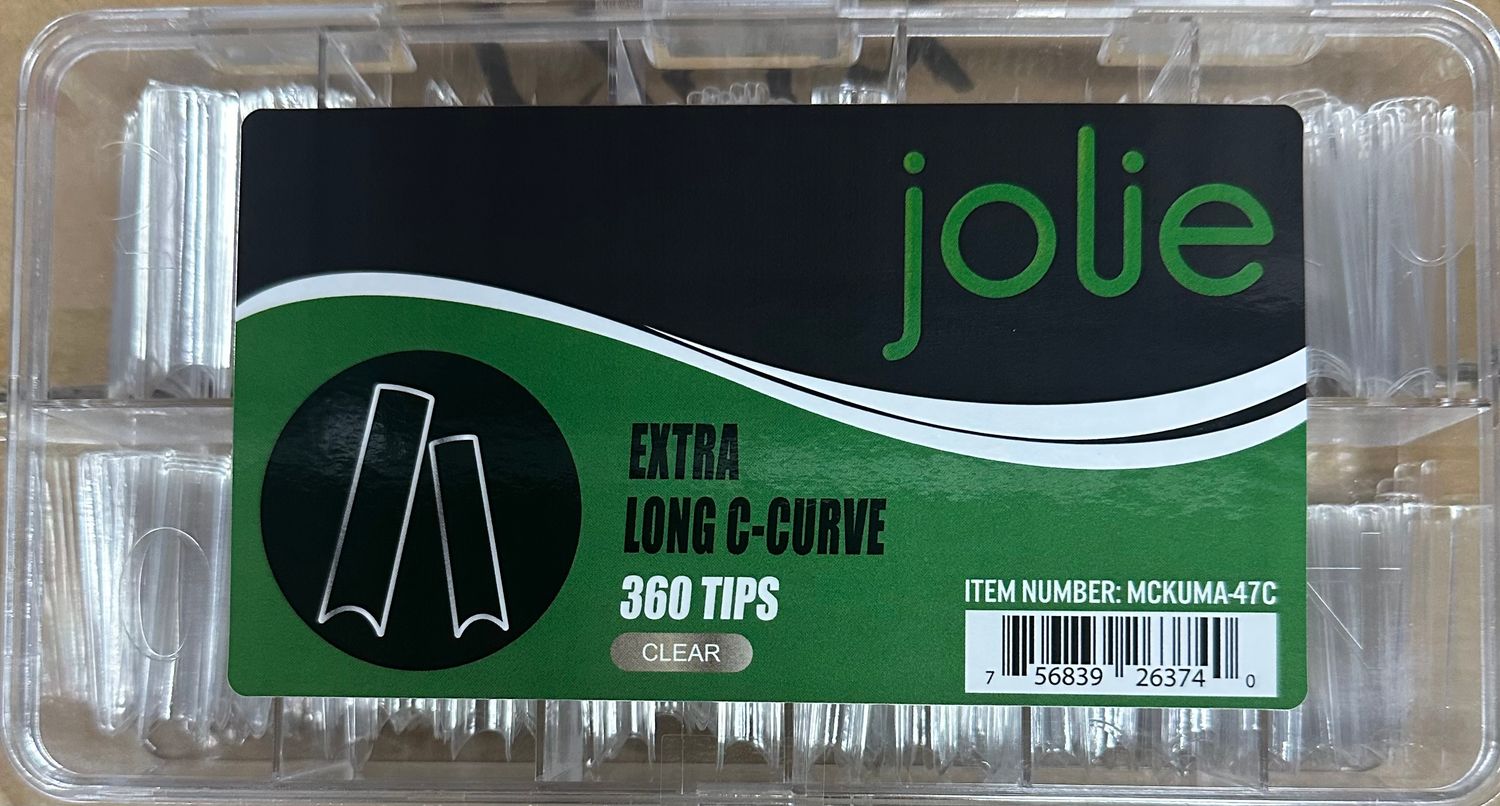 jolie
EXTRA
LONG C-CURVE
360 TIPS
CLEAR
ITEM NUMBER: MCKUMA-47C
7 56839 26374 0